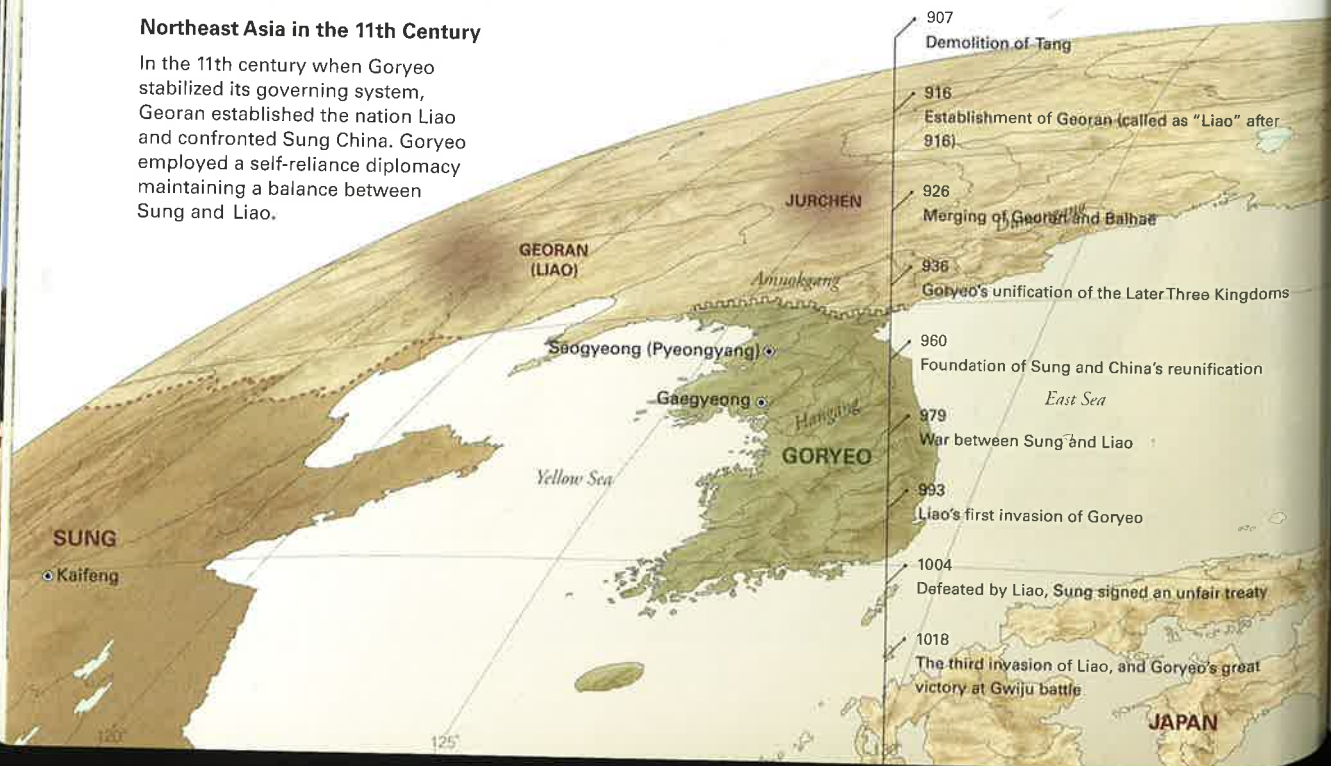 Northeast Asia in the 11th Century
In the 11th century when Goryeo
stabilized its governing system,
Georan established the nation Liao
and confronted Sung China. Goryeo
employed a self-reliance diplomacy
maintaining a balance between
Sung and Liao.
907
Demolition of Tang
916
Establishment of Georan (called as "Liao" after
916)
926
Merging of Georan and Balhae
936
Goryeo's unification of the Later Three Kingdoms
960
Foundation of Sung and China's reunification
979
War between Sung and Liao
993
Liao's first invasion of Goryeo
1004
Defeated by Liao, Sung signed an unfair treaty
1018
The third invasion of Liao, and Goryeo's great
victory at Gwiju battle
JURCHEN
GEORAN
(LIAO)
Amnokgang
Seogyeong (Pyeongyang)
Gaegyeong
Hangang
East Sea
GORYEO
Yellow Sea
SUNG
Kaifeng
JAPAN
120°
125°
130°